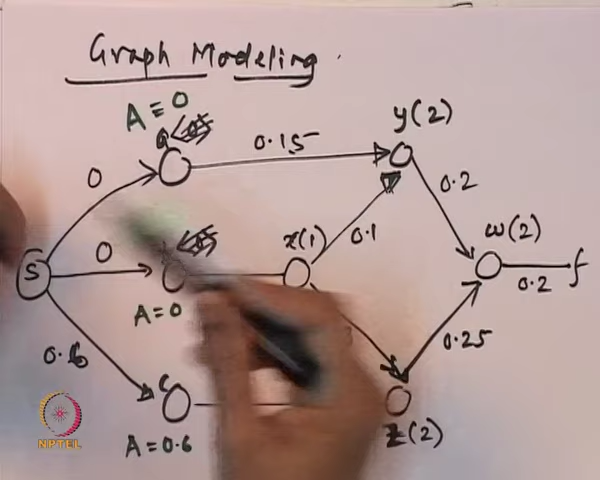 Graph Modeling.
A = 0
a
0.15
y(2)
0
0.2
0
x(1)
0.1
w(2)
S
f
0.2
A = 0
0.6
0.25
c
z(2)
A = 0.6
NPTEL